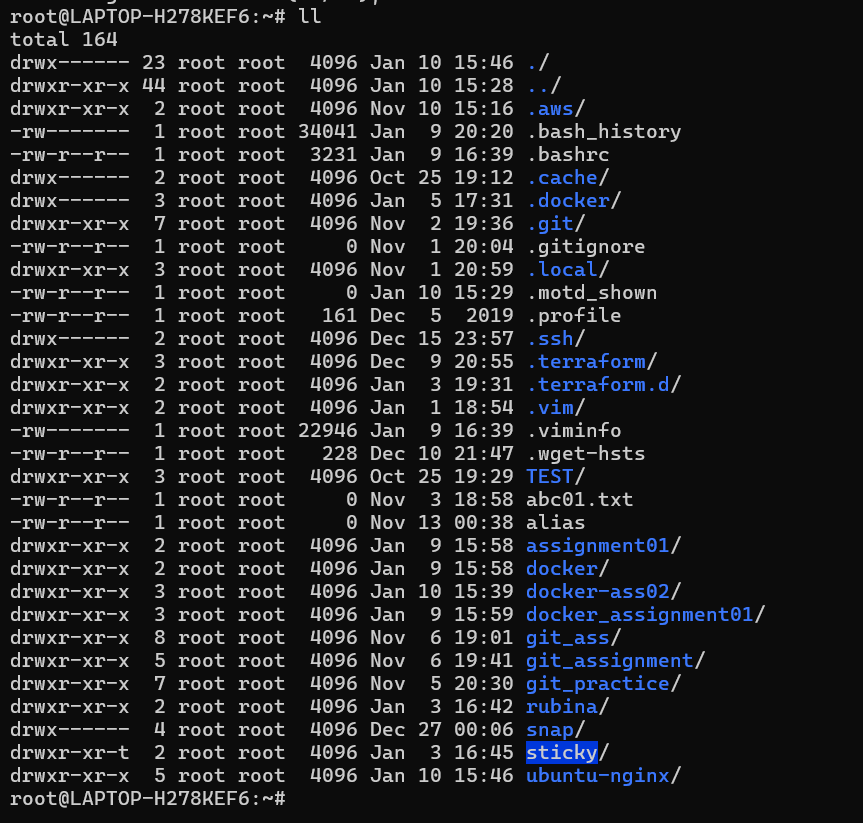 root@LAPTOP-H278KEF6:~# ll
total 164
drwx------ 23 root root  4096 Jan 10 15:46 ./
drwxr-xr-x 44 root root  4096 Jan 10 15:28 ../
drwxr-xr-x  2 root root  4096 Nov 10 15:16 .aws/
-rw-------  1 root root 34041 Jan  9 20:20 .bash_history
-rw-r--r--  1 root root  3231 Jan  9 16:39 .bashrc
drwx------  2 root root  4096 Oct 25 19:12 .cache/
drwx------  3 root root  4096 Jan  5 17:31 .docker/
drwxr-xr-x  7 root root  4096 Nov  2 19:36 .git/
-rw-r--r--  1 root root     0 Nov  1 20:04 .gitignore
drwxr-xr-x  3 root root  4096 Nov  1 20:59 .local/
-rw-r--r--  1 root root     0 Jan 10 15:29 .motd_shown
-rw-r--r--  1 root root   161 Dec  5  2019 .profile
drwx------  2 root root  4096 Dec 15 23:57 .ssh/
drwxr-xr-x  3 root root  4096 Dec  9 20:55 .terraform/
drwxr-xr-x  2 root root  4096 Jan  3 19:31 .terraform.d/
drwxr-xr-x  2 root root  4096 Jan  1 18:54 .vim/
-rw-------  1 root root 22946 Jan  9 16:39 .viminfo
-rw-r--r--  1 root root   228 Dec 10 21:47 .wget-hsts
drwxr-xr-x  3 root root  4096 Oct 25 19:29 TEST/
-rw-r--r--  1 root root     0 Nov  3 18:58 abc01.txt
-rw-r--r--  1 root root     0 Nov 13 00:38 alias
drwxr-xr-x  2 root root  4096 Jan  9 15:58 assignment01/
drwxr-xr-x  2 root root  4096 Jan  9 15:58 docker/
drwxr-xr-x  3 root root  4096 Jan 10 15:39 docker-ass02/
drwxr-xr-x  3 root root  4096 Jan  9 15:59 docker_assignment01/
drwxr-xr-x  8 root root  4096 Nov  6 19:01 git_ass/
drwxr-xr-x  5 root root  4096 Nov  6 19:41 git_assignment/
drwxr-xr-x  7 root root  4096 Nov  5 20:30 git_practice/
drwxr-xr-x  2 root root  4096 Jan  3 16:42 rubina/
drwx------  4 root root  4096 Dec 27 00:06 snap/
drwxr-xr-t  2 root root  4096 Jan  3 16:45 sticky/
drwxr-xr-x  5 root root  4096 Jan 10 15:46 ubuntu-nginx/
root@LAPTOP-H278KEF6:~#